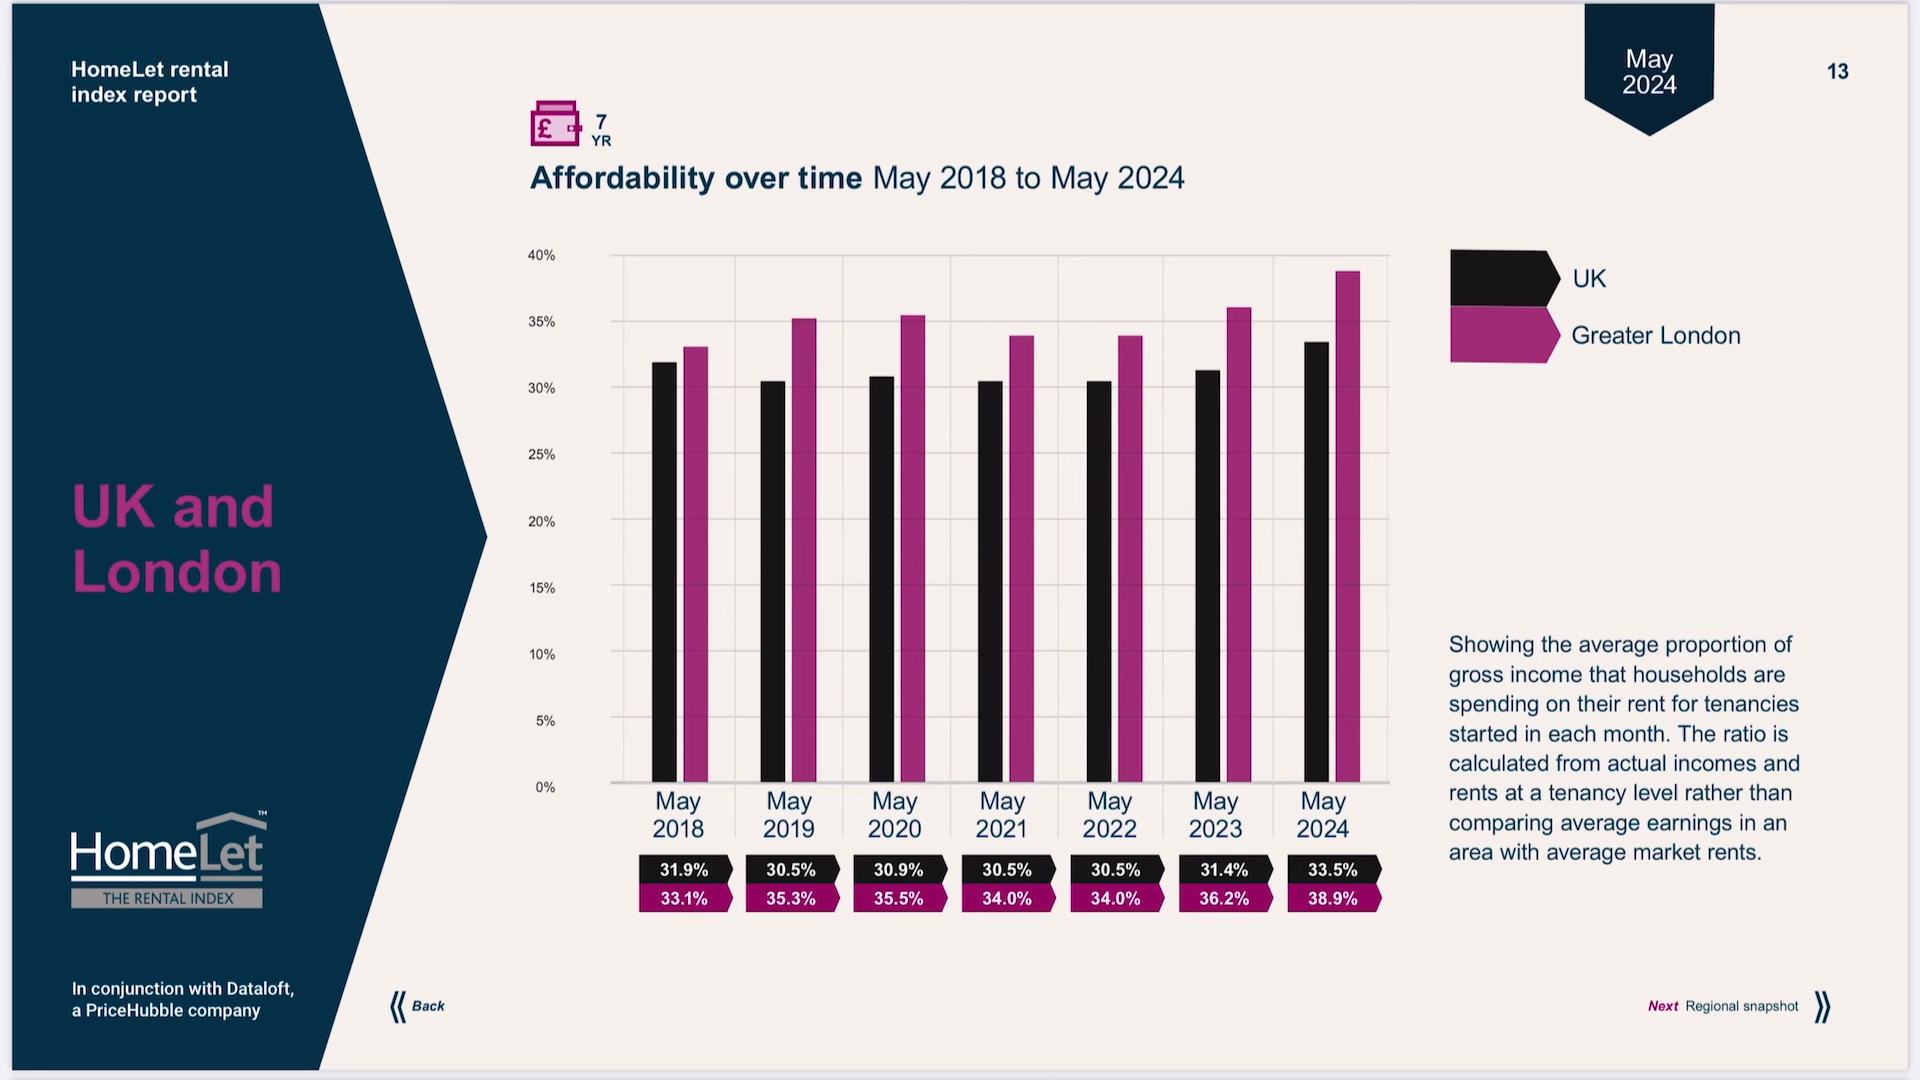 HomeLet rental
index report
May
2024
13
£
7
YR
Affordability over time May 2018 to May 2024
40%
35%
30%
25%
20%
15%
10%
5%
0%
UK
Greater London
UK and
London
May
2018
May
2019
May
2020
May
2021
May
2022
May
2023
May
2024
31.9% 30.5% 30.9% 30.5% 30.5% 31.4% 33.5%
33.1% 35.3% 35.5% 34.0% 34.0% 36.2% 38.9%
Showing the average proportion of
gross income that households are
spending on their rent for tenancies
started in each month. The ratio is
calculated from actual incomes and
rents at a tenancy level rather than
comparing average earnings in an
area with average market rents.
HomeLet™
THE RENTAL INDEX
In conjunction with Dataloft,
a PriceHubble company
Back
Next Regional snapshot